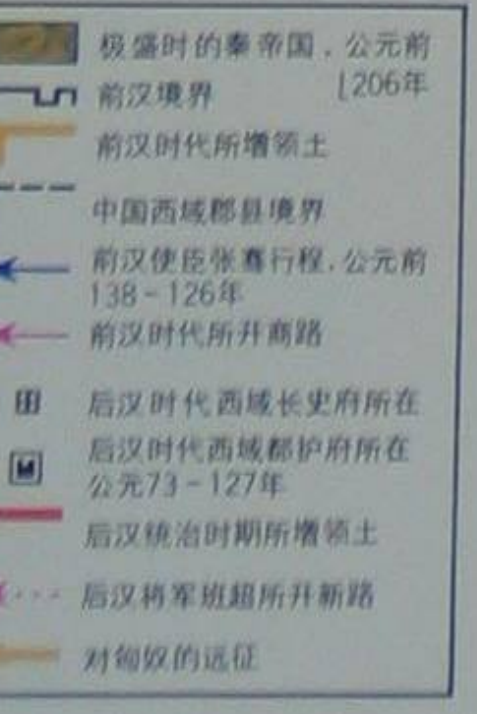 极盛时的秦帝国，公元前
206年
前汉境界
前汉时代所增领土
中国西域郡县境界
前汉使臣张骞行程，公元前
138-126年
前汉时代所开商路
后汉时代西域长史府所在
后汉时代西域都护府所在
公元73-127年
后汉统治时期所增领土
后汉将军班超所开新路
对匈奴的远征